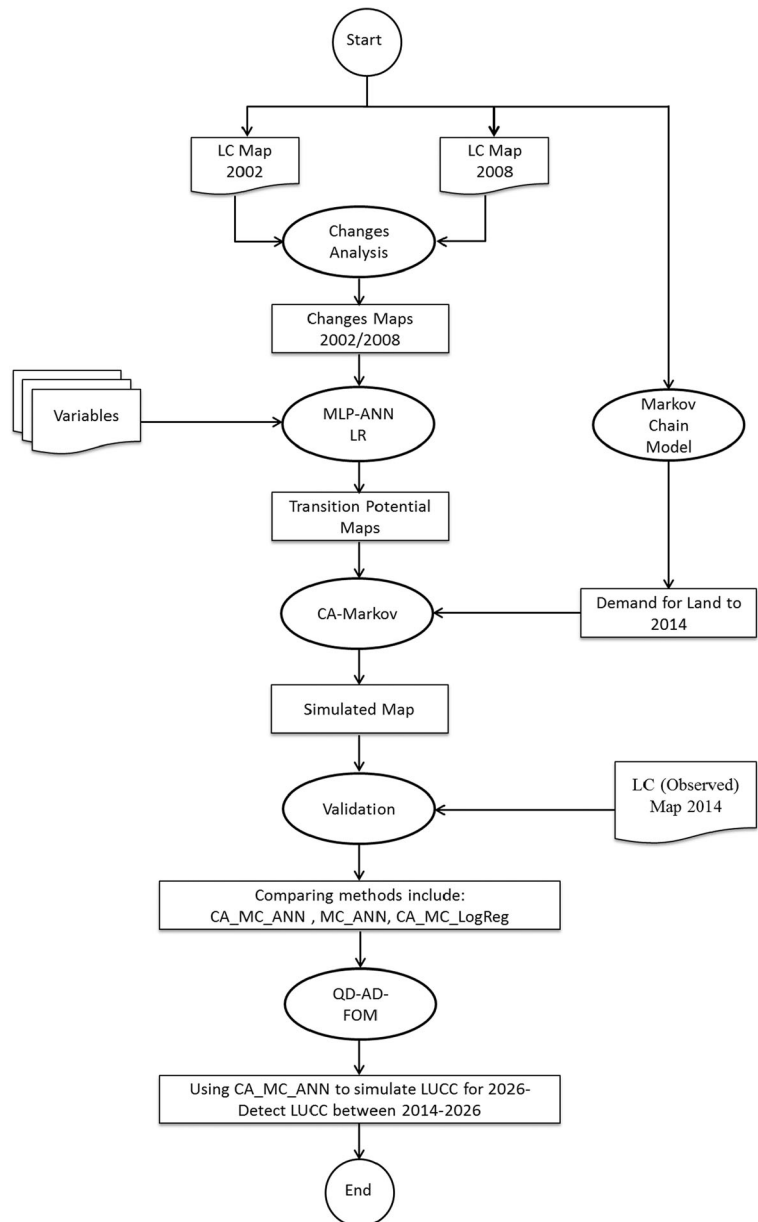 Start
LC Map
2002
LC Map
2008
Changes
Analysis
Changes Maps
2002/2008
Variables
MLP-ANN
LR
Markov
Chain
Model
Transition Potential
Maps
CA-Markov
Demand for Land to
2014
Simulated Map
Validation
LC (Observed)
Map 2014
Comparing methods include:
CA_MC_ANN , MC_ANN, CA_MC_LogReg
QD-AD-
FOM
Using CA_MC_ANN to simulate LUCC for 2026-
Detect LUCC between 2014-2026
End